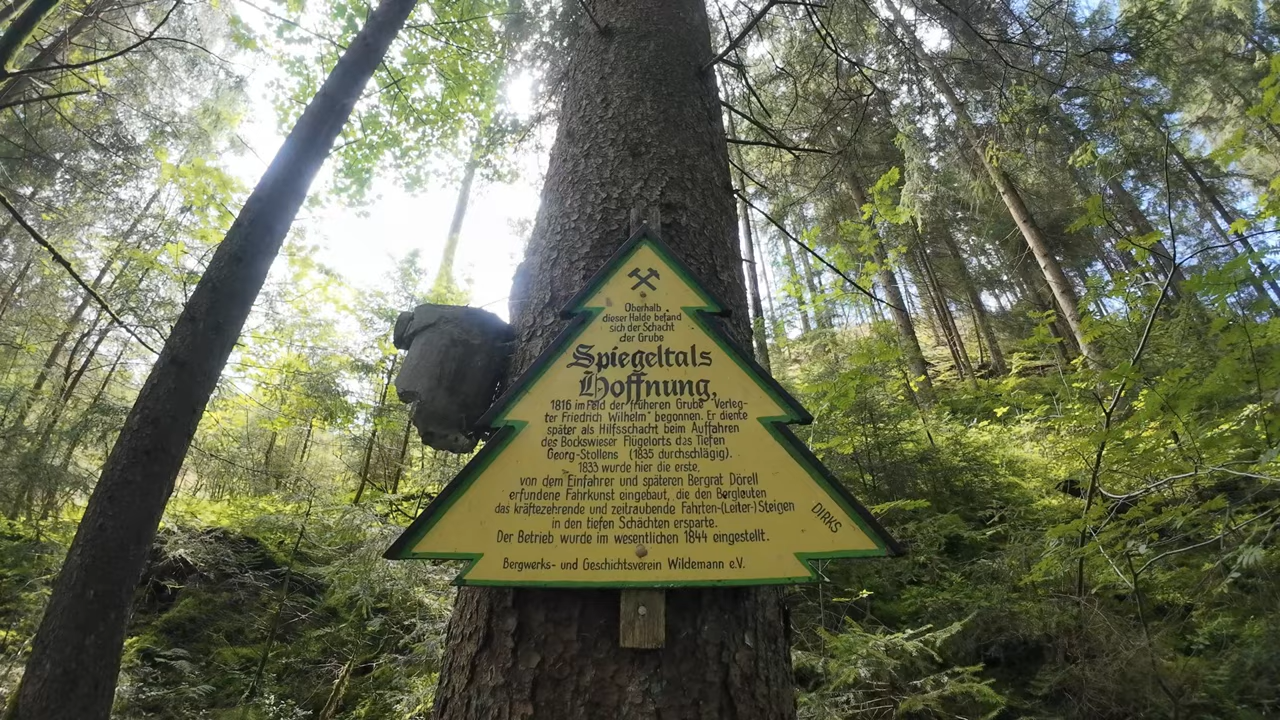 Oberhalb
dieser Halde befand
sich der Schacht
der Grube
Spiegeltals
Hoffnung,
1816 im Feld der früheren Grube "Verleg-
ter Friedrich Wilhelm" begonnen. Er diente
später als Hilfsschacht beim Auffahren
des Bockswieser Flügelorts das Tiefen
Georg-Stollens (1835 durchschlägig).
1833 wurde hier die erste,
von dem Einfahrer und späteren Bergrat Dörell
erfundene Fahrkunst eingebaut, die den Bergleuten
das kräftezehrende und zeitraubende Fahrten-(Leiter-)Steigen
in den tiefen Schächten ersparte.
Der Betrieb wurde im wesentlichen 1844 eingestellt.
DIRKS
Bergwerks- und Geschichtsverein Wildemann e.V.